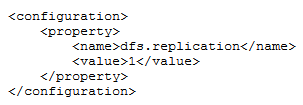 <configuration>
    <property>
        <name>dfs.replication</name>
        <value>1</value>
    </property>
</configuration>